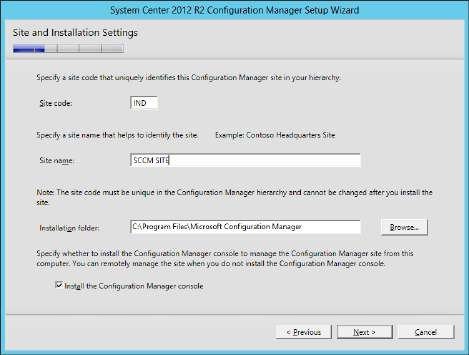 System Center 2012 R2 Configuration Manager Setup Wizard
Site and Installation Settings
Specify a site code that uniquely identifies this Configuration Manager site in your hierarchy.
Site code: IND
Specify a site name that helps to identify the site. Example: Contoso Headquarters Site
Site name: SCCM SITE
Note: The site code must be unique in the Configuration Manager hierarchy and cannot be changed after you install the
site.
Installation folder: C:\Program Files\Microsoft Configuration Manager Browse...
Specify whether to install the Configuration Manager console to manage the Configuration Manager site from this
computer. You can remotely manage the site when you do not install the Configuration Manager console.
Install the Configuration Manager console
< Previous Next > Cancel